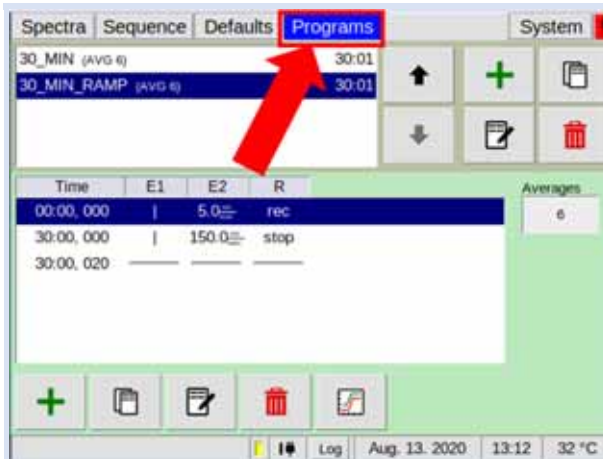 Spectra Sequence Defaults Programs System
30_MIN (AVG 6) 30:01
30_MIN_RAMP (AVG 6) 30:01
Time E1 E2 R
Averages
00:00, 000 | 5.0 rec
6
30:00, 000 | 150.0 stop
30:00, 020
Log Aug. 13. 2020 13:12 32 °C